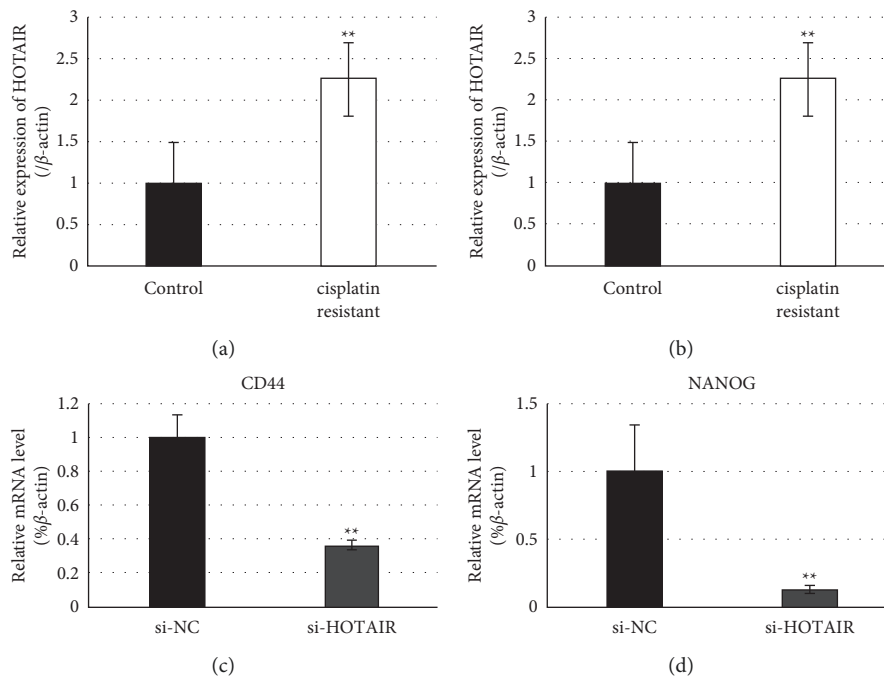 Relative expression of HOTAIR
(/β-actin)
3
2.5
2
1.5
1
0.5
0
**
Control
cisplatin
resistant
(a)
Relative expression of HOTAIR
(/β-actin)
3
2.5
2
1.5
1
0.5
0
**
Control
cisplatin
resistant
(b)
CD44
Relative mRNA level
(%β-actin)
1.2
1
0.8
0.6
0.4
0.2
0
**
si-NC
si-HOTAIR
(c)
NANOG
Relative mRNA level
(%β-actin)
1.5
1
0.5
0
**
si-NC
si-HOTAIR
(d)